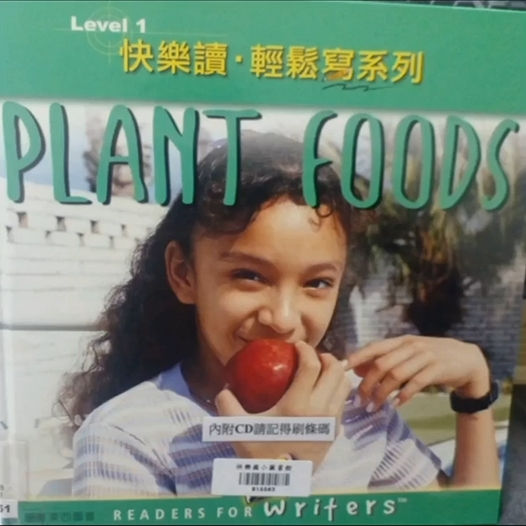 Level 1
快樂讀·輕鬆寫系列
PLANT FOODS
內附CD請記得刷條碼
READERS FOR writers™